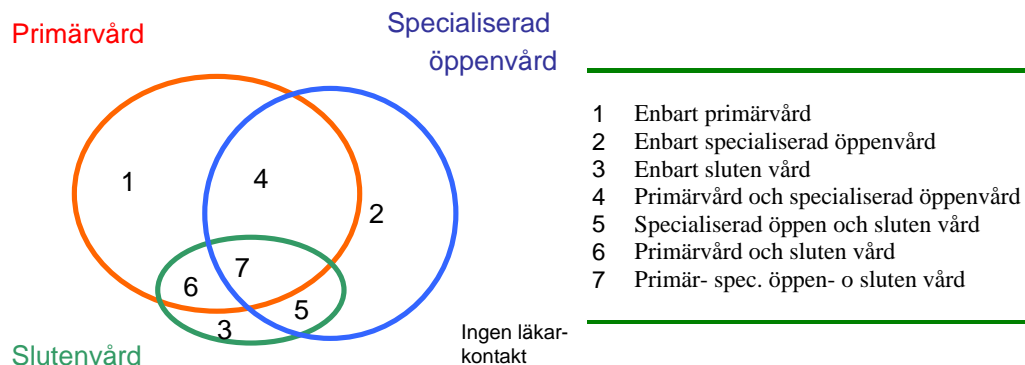 Primärvård
Specialiserad
öppenvård
1
4
2
7
6
5
3
Slutenvård
Ingen läkar-
kontakt
1 Enbart primärvård
2 Enbart specialiserad öppenvård
3 Enbart sluten vård
4 Primärvård och specialiserad öppenvård
5 Specialiserad öppen och sluten vård
6 Primärvård och sluten vård
7 Primär- spec. öppen- o sluten vård